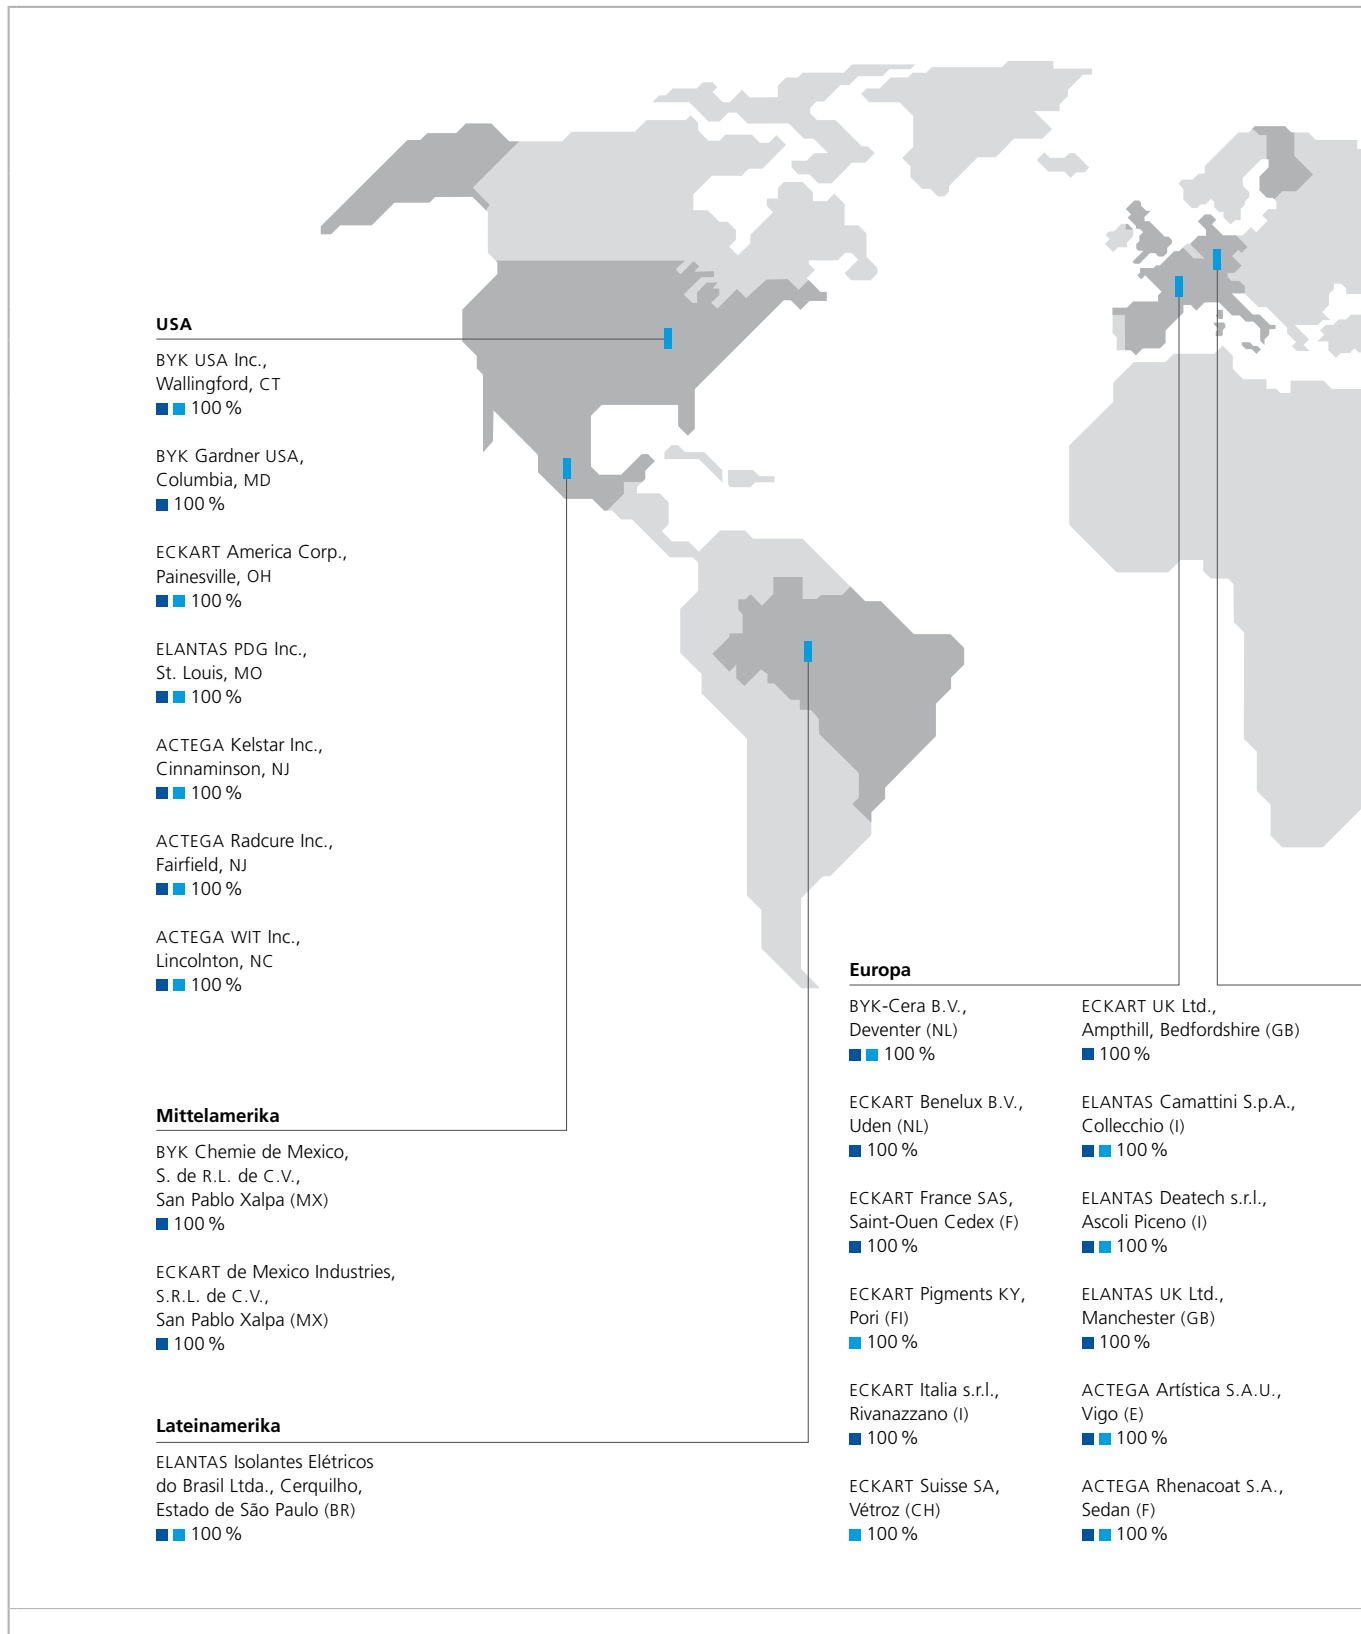 USA
BYK USA Inc.,
Wallingford, CT
100 %
BYK Gardner USA,
Columbia, MD
100 %
ECKART America Corp.,
Painesville, OH
100 %
ELANTAS PDG Inc.,
St. Louis, MO
100 %
ACTEGA Kelstar Inc.,
Cinnaminson, NJ
100 %
ACTEGA Radcure Inc.,
Fairfield, NJ
100 %
ACTEGA WIT Inc.,
Lincolnton, NC
100 %
Mittelamerika
BYK Chemie de Mexico,
S. de R.L. de C.V.,
San Pablo Xalpa (MX)
100 %
ECKART de Mexico Industries,
S.R.L. de C.V.,
San Pablo Xalpa (MX)
100 %
Lateinamerika
ELANTAS Isolantes Elétricos
do Brasil Ltda., Cerquilho,
Estado de São Paulo (BR)
100 %
Europa
BYK-Cera B.V.,
Deventer (NL)
100 %
ECKART Benelux B.V.,
Uden (NL)
100 %
ECKART France SAS,
Saint-Ouen Cedex (F)
100 %
ECKART Pigments KY,
Pori (FI)
100 %
ECKART Italia s.r.l.,
Rivanazzano (I)
100 %
ECKART Suisse SA,
Vétroz (CH)
100 %
ECKART UK Ltd.,
Ampthill, Bedfordshire (GB)
100 %
ELANTAS Camattini S.p.A.,
Collecchio (I)
100 %
ELANTAS Deatech s.r.l.,
Ascoli Piceno (I)
100 %
ELANTAS UK Ltd.,
Manchester (GB)
100 %
ACTEGA Artística S.A.U.,
Vigo (E)
100 %
ACTEGA Rhenacoat S.A.,
Sedan (F)
100 %